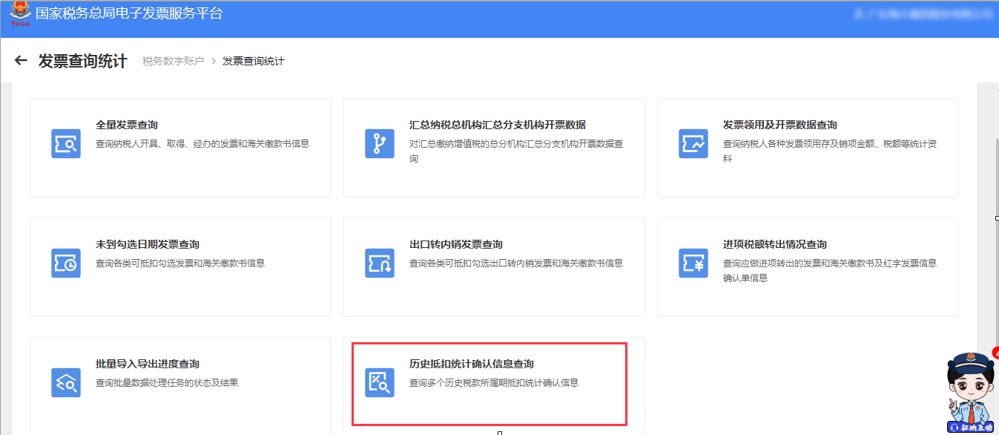 国家税务总局电子发票服务平台
发票查询统计 税务数字账户 > 发票查询统计
全量发票查询
查询纳税人开具、取得、经办的发票和海关缴款书信息
汇总纳税总机构汇总分支机构开票数据
对汇总缴纳增值税的总分机构汇总分支机构开票数据查
询
发票领用及开票数据查询
查询纳税人各种发票领用存及销项金额、税额等统计资
料
未到勾选日期发票查询
查询各类可抵扣勾选发票和海关缴款书信息
出口转内销发票查询
查询各类可抵扣勾选出口转内销发票和海关缴款书信息
进项税额转出情况查询
查询应做进项转出的发票和海关缴款书及红字发票信息
确认单信息
批量导入导出进度查询
查询批量数据处理任务的状态及结果
历史抵扣统计确认信息查询
查询多个历史税款所属期抵扣统计确认信息
4
征纳互动